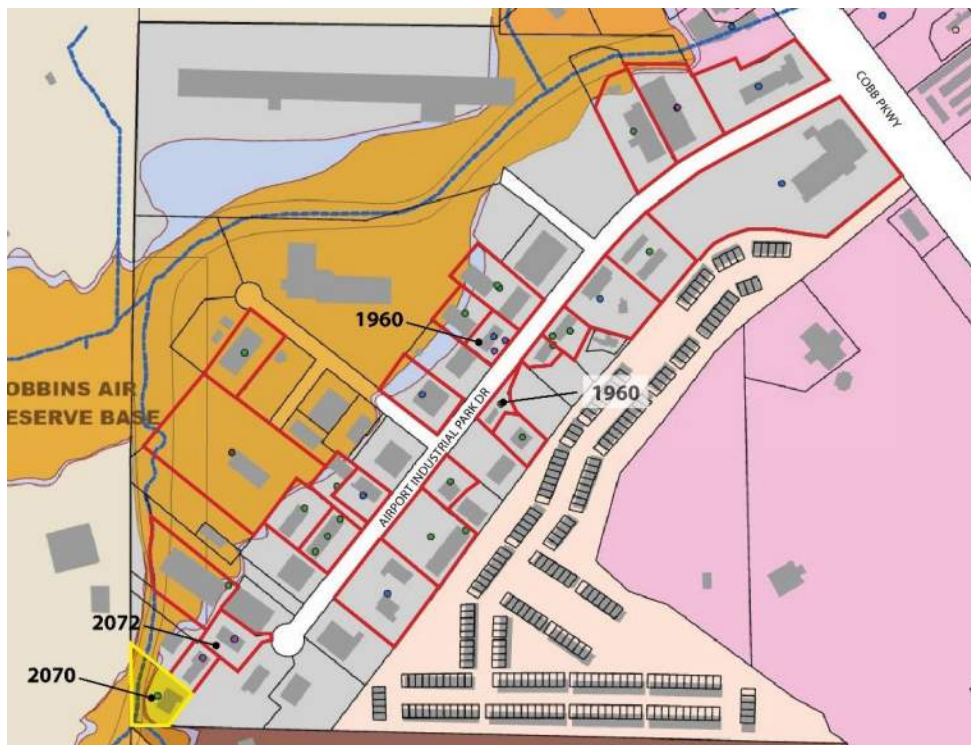 COBB PKWY
1960
1960
OBBINS AIR
ESERVE BASE
AIRPORT INDUSTRIAL PARK DR
2072
2070